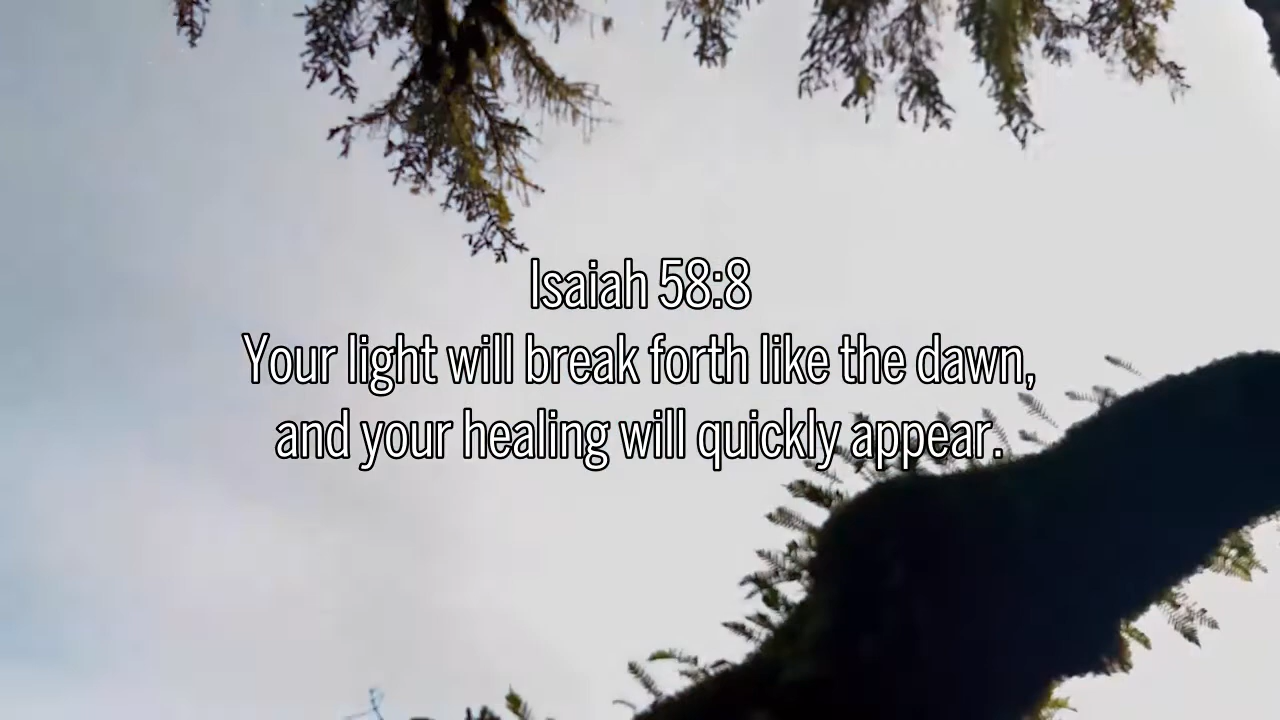 Isaiah 58:8
Your light will break forth like the dawn,
and your healing will quickly appear.